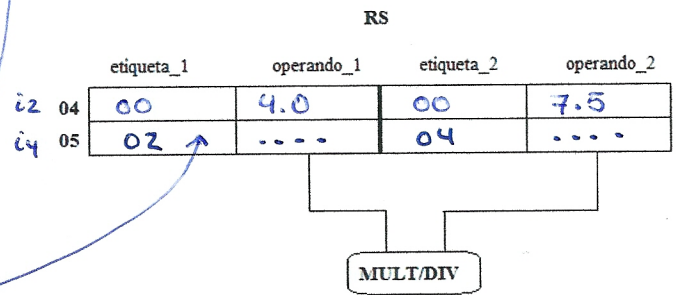 RS
etiqueta_1 operando_1 etiqueta_2 operando_2
i2 04 00 4.0 00 7.5
i4 05 02 .... 04 ....
MULT/DIV